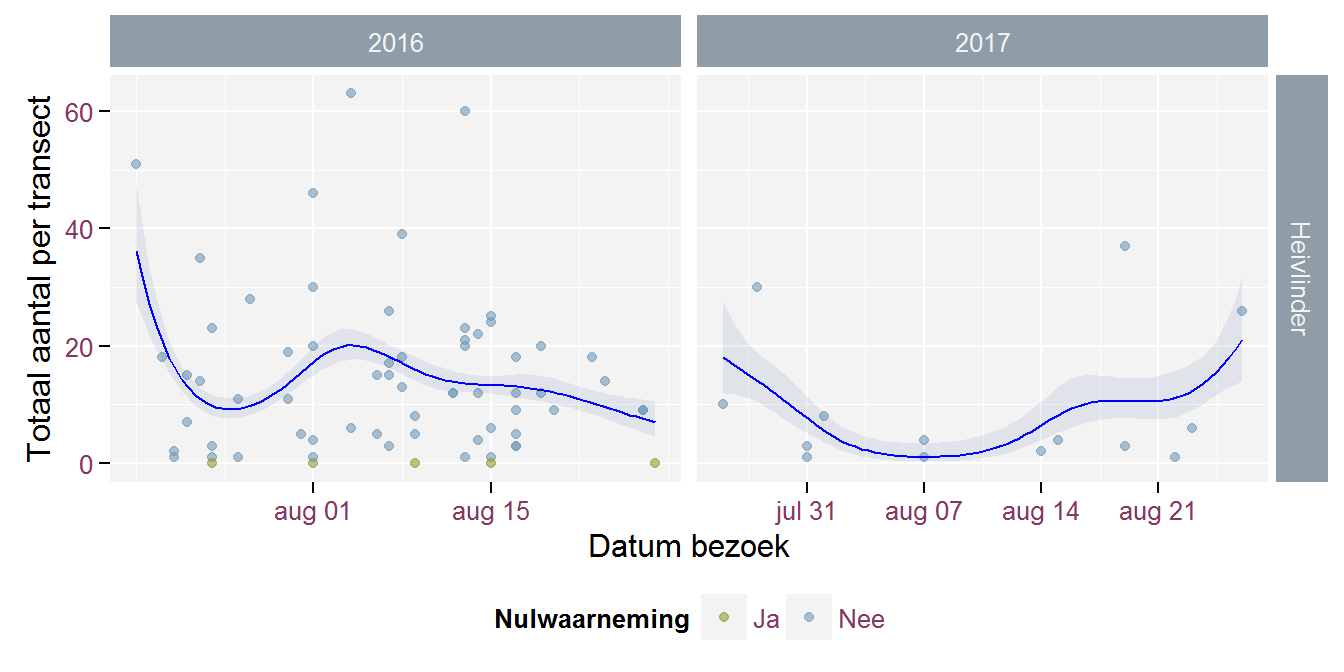 2016
2017
Totaal aantal per transect
60
40
20
0
Heivlinder
aug 01
aug 15
jul 31
aug 07
aug 14
aug 21
Datum bezoek
Nulwaarneming
Ja
Nee